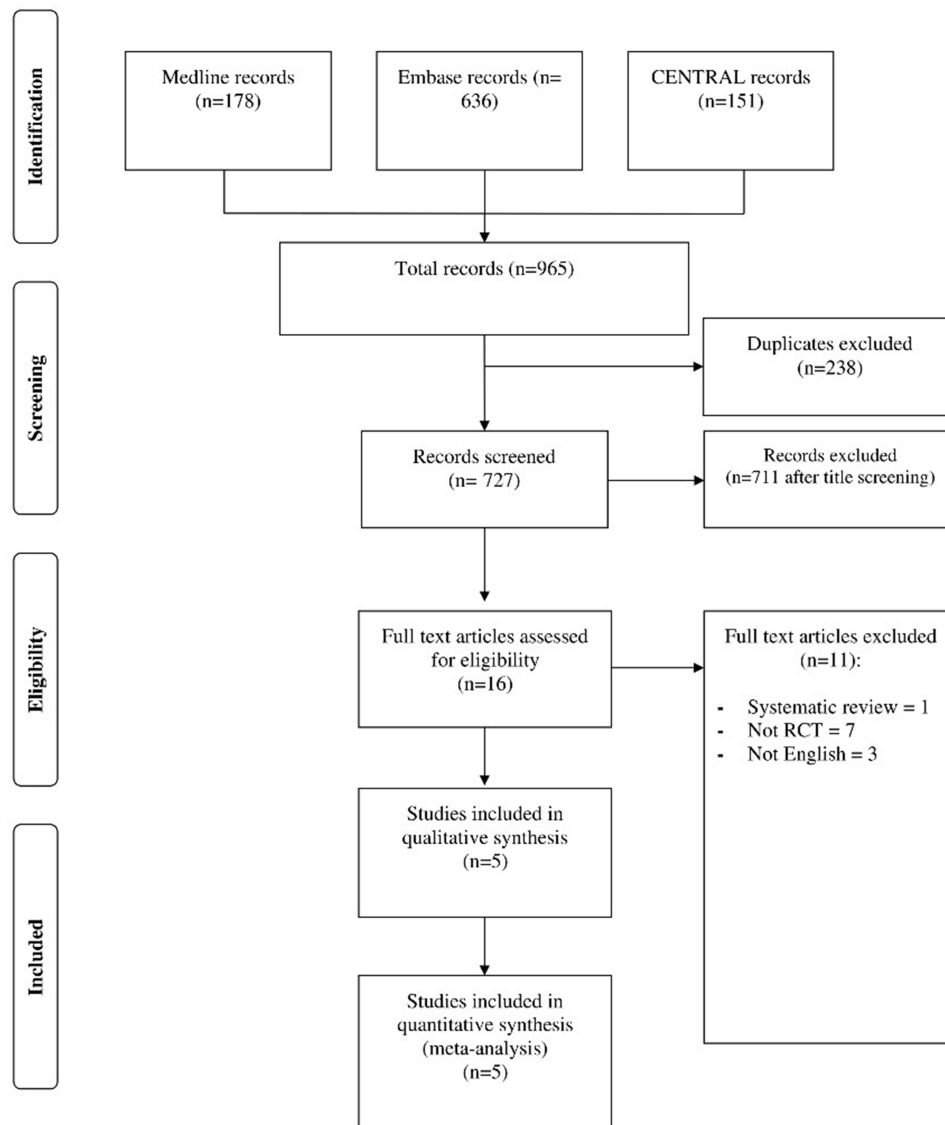 Identification
Medline records
(n=178)
Embase records (n=
636)
CENTRAL records
(n=151)
Total records (n=965)
Screening
Duplicates excluded
(n=238)
Records screened
(n= 727)
Records excluded
(n=711 after title screening)
Eligibility
Full text articles assessed
for eligibility
(n=16)
Full text articles excluded
(n=11):
- Systematic review = 1
- Not RCT = 7
- Not English = 3
Included
Studies included in
qualitative synthesis
(n=5)
Studies included in
quantitative synthesis
(meta-analysis)
(n=5)